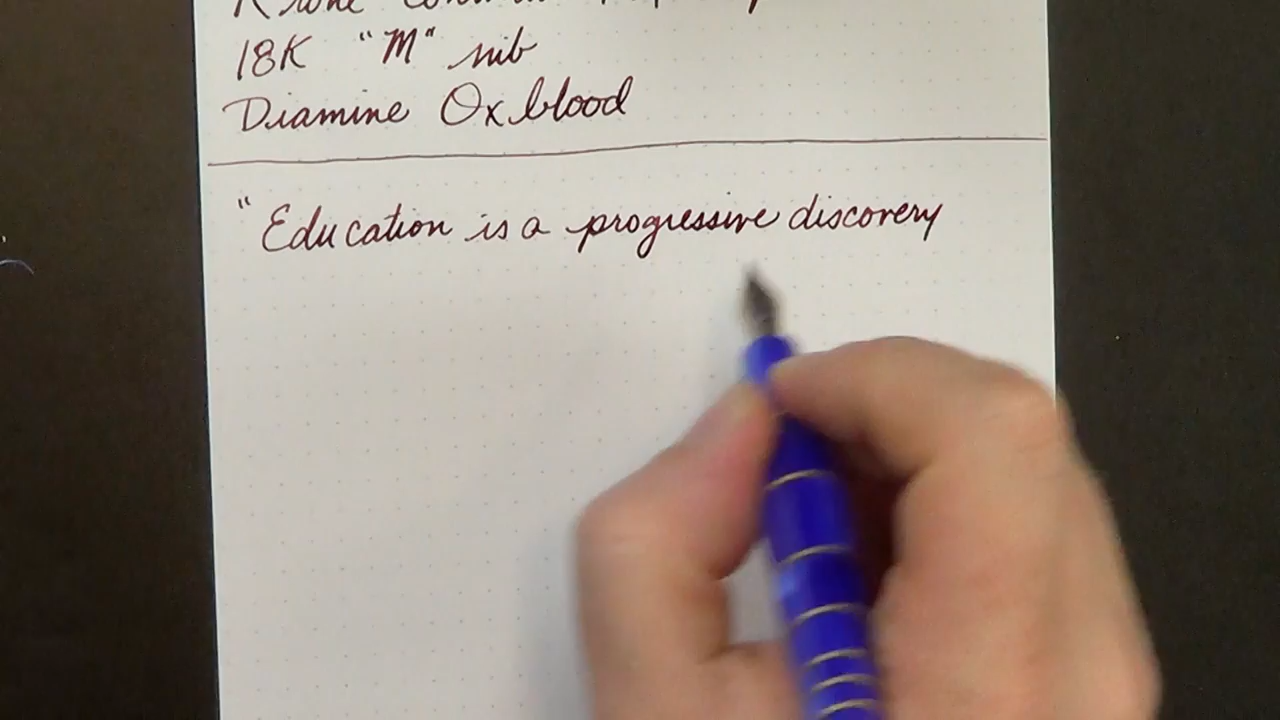 18K "M" nib
Diamine Oxblood
"Education is a progressive discovery